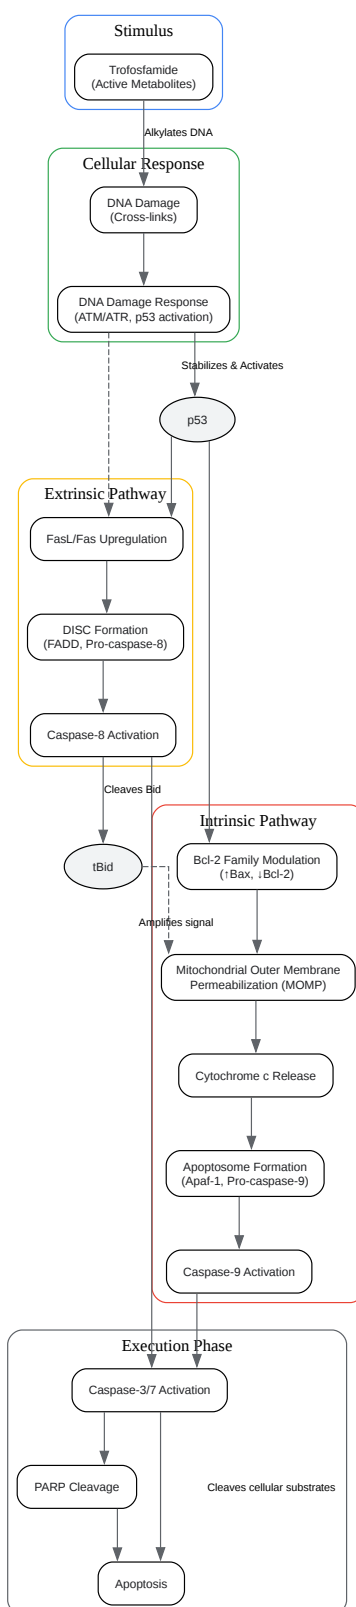 Stimulus
Trofosfamide
(Active Metabolites)
Alkylates DNA
Cellular Response
DNA Damage
(Cross-links)
DNA Damage Response
(ATM/ATR, p53 activation)
Stabilizes & Activates
p53
Extrinsic Pathway
FasL/Fas Upregulation
DISC Formation
(FADD, Pro-caspase-8)
Caspase-8 Activation
Cleaves Bid
tBid
Intrinsic Pathway
Bcl-2 Family Modulation
(↑Bax, ↓Bcl-2)
Amplifies signal
Mitochondrial Outer Membrane
Permeabilization (MOMP)
Cytochrome c Release
Apoptosome Formation
(Apaf-1, Pro-caspase-9)
Caspase-9 Activation
Execution Phase
Caspase-3/7 Activation
PARP Cleavage
Cleaves cellular substrates
Apoptosis